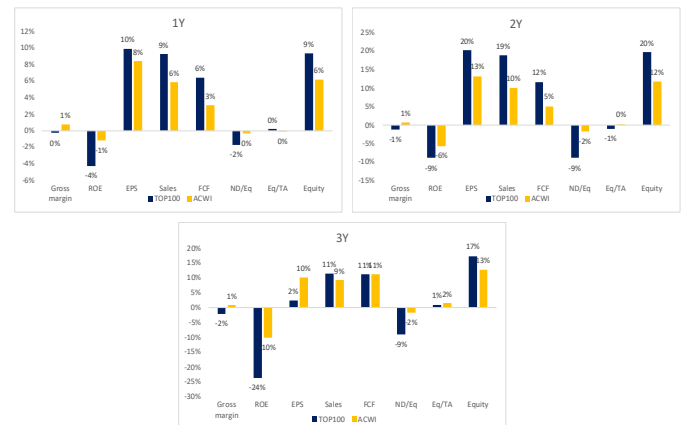 1Y
12%
10%
8%
6%
4%
2%
0%
-2%
-4%
-6%
0%
1%
-4%
-1%
10%
8%
9%
6%
6%
3%
-2%
0%
0%
0%
9%
6%
Gross margin
ROE
EPS
Sales
FCF
ND/Eq
Eq/TA
Equity
TOP100
ACWI
2Y
25%
20%
15%
10%
5%
0%
-5%
-10%
-15%
-1%
1%
-9%
-6%
20%
13%
19%
10%
12%
5%
-9%
-2%
-1%
0%
20%
12%
Gross margin
ROE
EPS
Sales
FCF
ND/Eq
Eq/TA
Equity
TOP100
ACWI
3Y
20%
15%
10%
5%
0%
-5%
-10%
-15%
-20%
-25%
-30%
-2%
1%
-24%
-10%
2%
10%
11%
9%
11%
11%
-9%
-2%
1%
2%
17%
13%
Gross margin
ROE
EPS
Sales
FCF
ND/Eq
Eq/TA
Equity
TOP100
ACWI